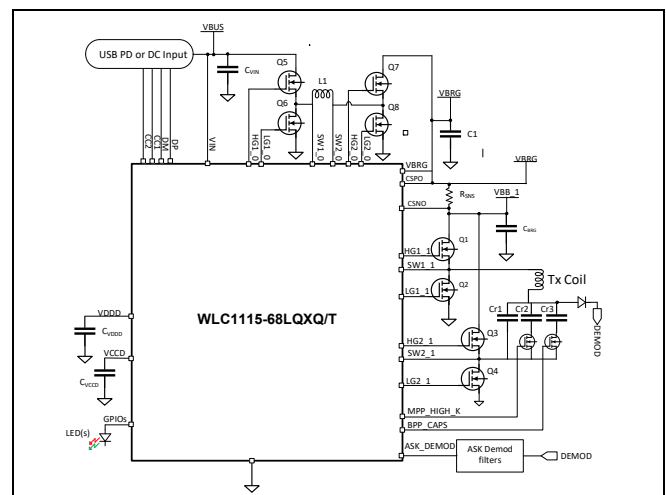 VBUS
USB PD or DC Input
CVIN
Q5
Q6
L1
Q7
Q8
VBRG
C1
VBRG
CC2
CC1
DM
DP
VIN
HG1_0
LG1_0
SW1_0
SW2_0
HG2_0
LG2_0
VBRG
CSPO
RSNS
VBB_1
CSNO
CBRG
HG1_1
Q1
SW1_1
Tx Coil
LG1_1
Q2
Cr1
Cr2
Cr3
DEMOD
VDDD
CVDDD
WLC1115-68LQXQ/T
HG2_1
Q3
SW2_1
VCCD
CVCCD
LG2_1
Q4
GPIOs
MPP_HIGH_K
LED(s)
BPP_CAPS
ASK_DEMOD
ASK Demod
filters
DEMOD